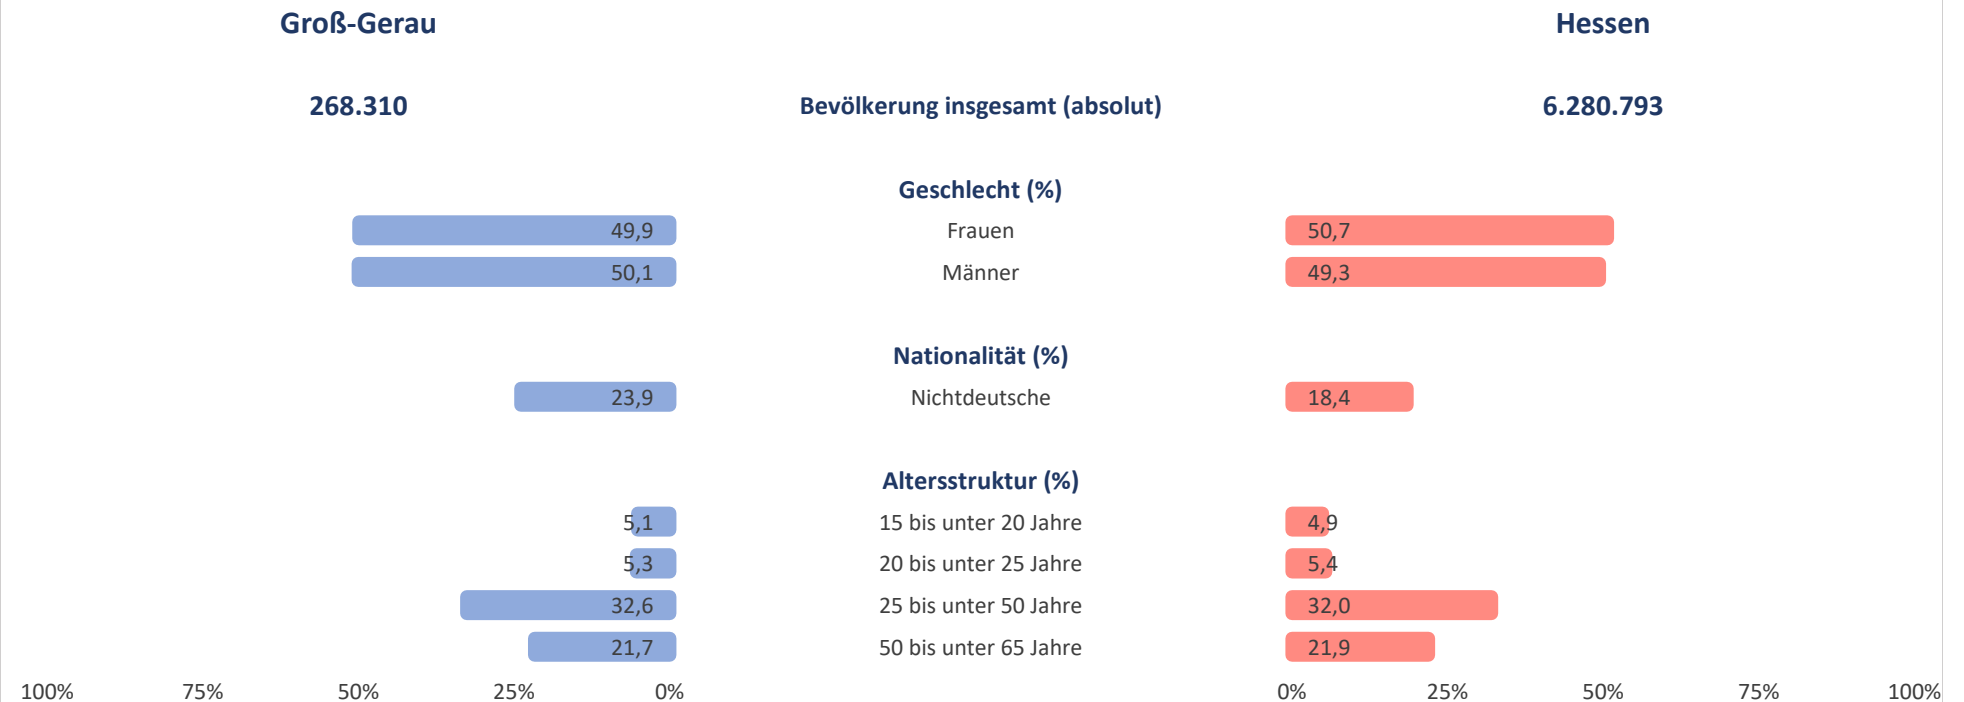 Groß-Gerau Hessen
268.310 Bevölkerung insgesamt (absolut) 6.280.793
Geschlecht (%)
49,9 Frauen 50,7
50,1 Männer 49,3
Nationalität (%)
23,9 Nichtdeutsche 18,4
Altersstruktur (%)
5,1 15 bis unter 20 Jahre 4,9
5,3 20 bis unter 25 Jahre 5,4
32,6 25 bis unter 50 Jahre 32,0
21,7 50 bis unter 65 Jahre 21,9
100% 75% 50% 25% 0% 0% 25% 50% 75% 100%